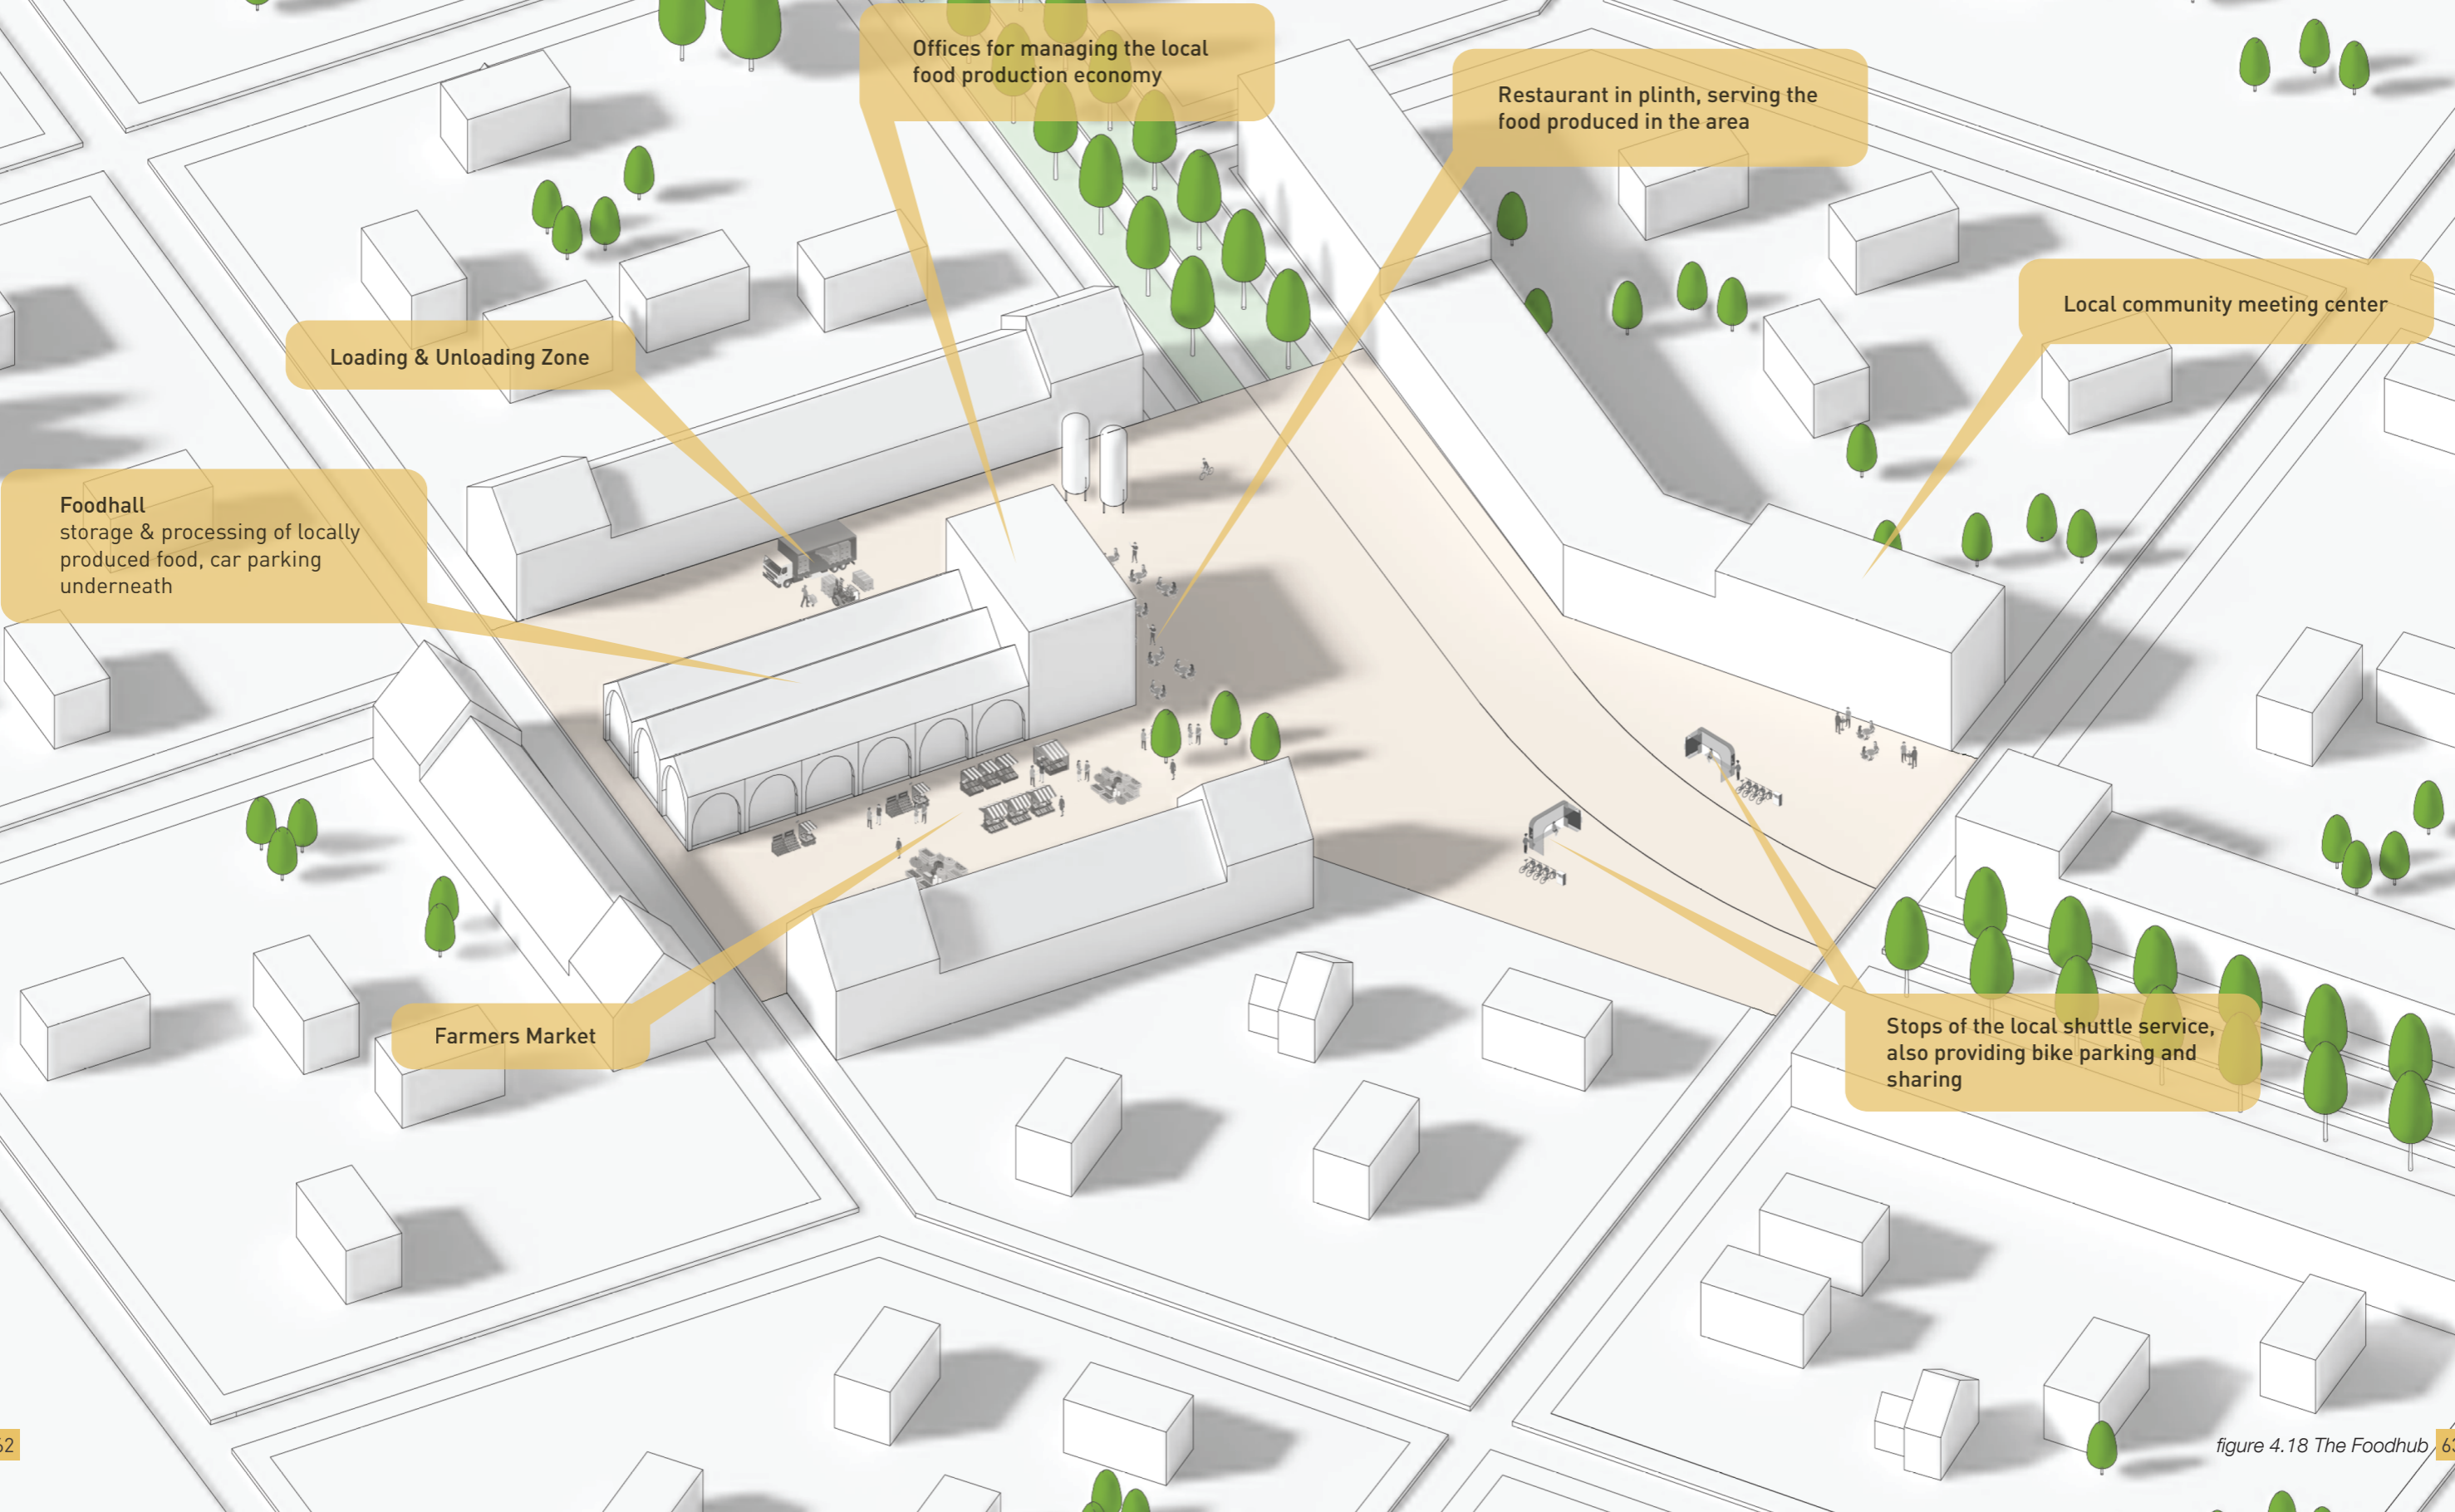 Offices for managing the local
food production economy
Restaurant in plinth, serving the
food produced in the area
Local community meeting center
Loading & Unloading Zone
Foodhall
storage & processing of locally
produced food, car parking
underneath
Farmers Market
Stops of the local shuttle service,
also providing bike parking and
sharing
figure 4.18 The Foodhub